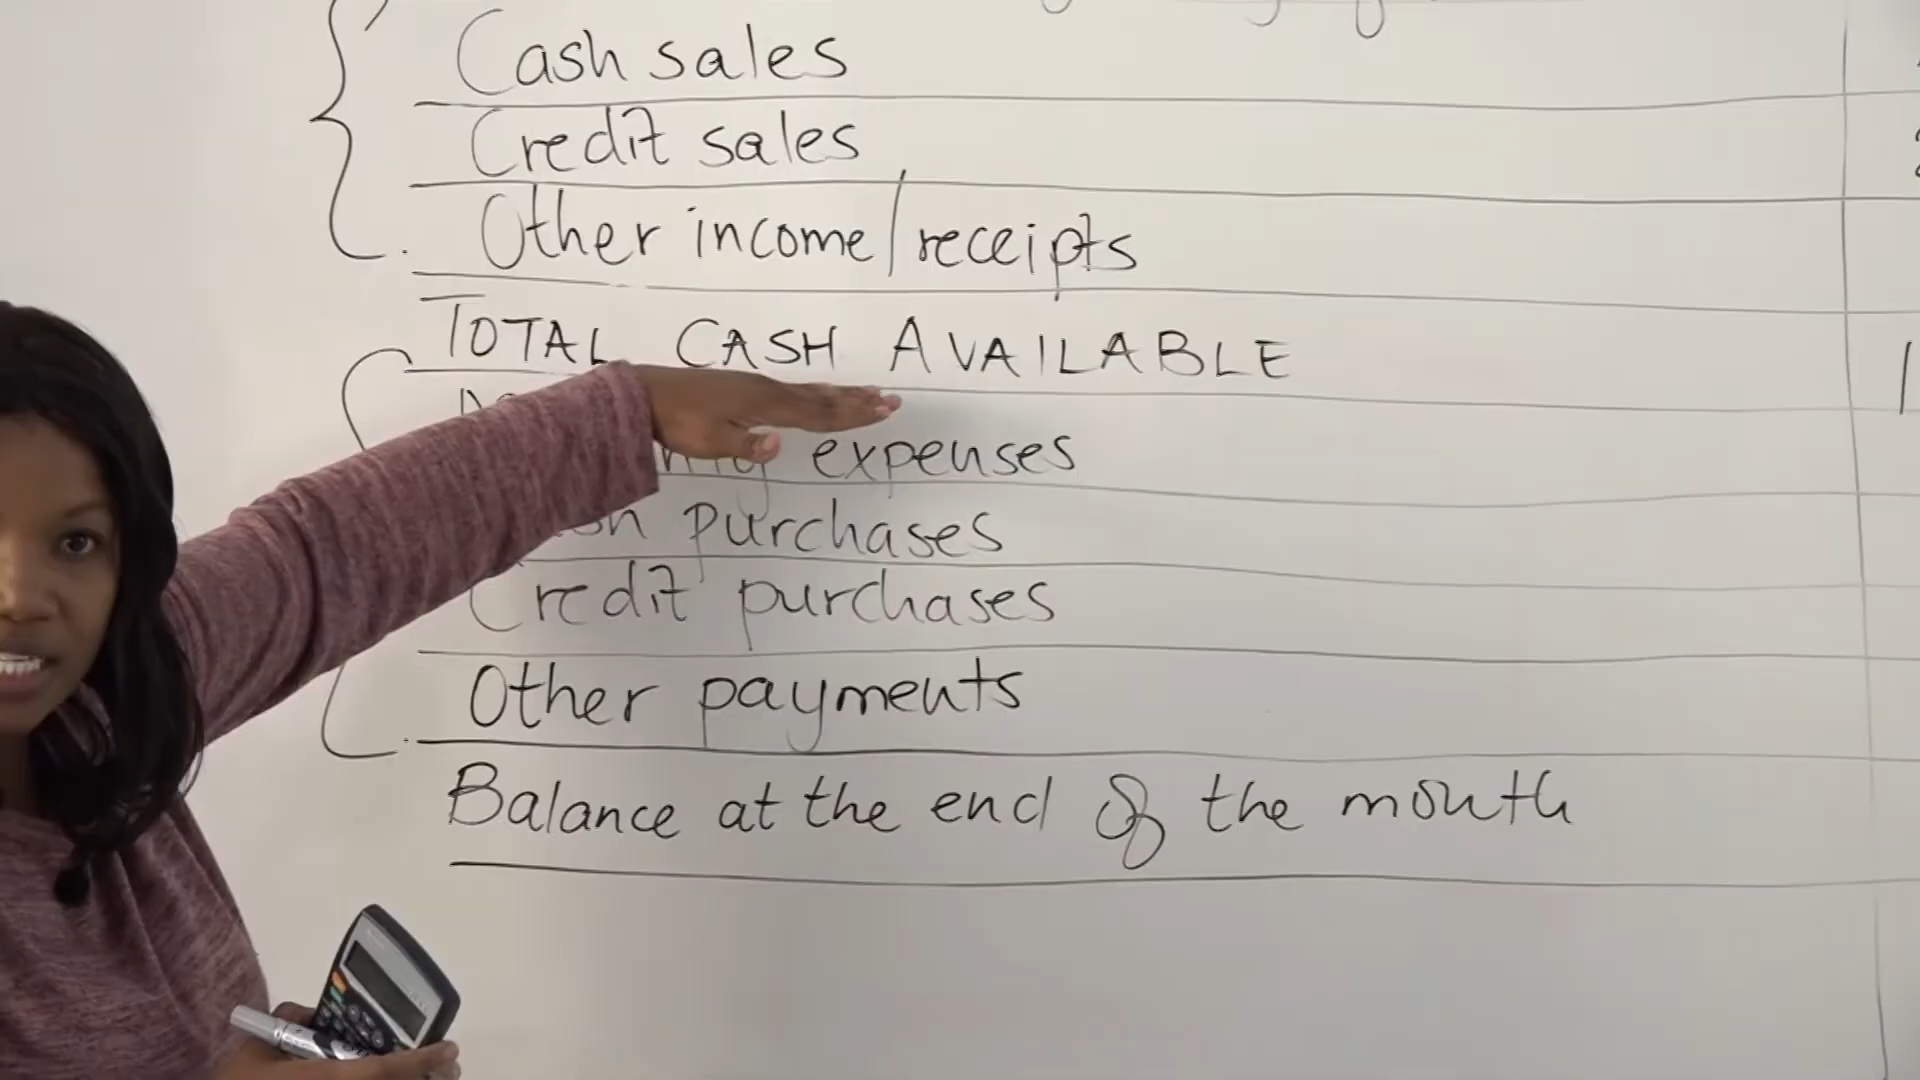 Cash sales
Credit sales
Other income/receipts
TOTAL CASH AVAILABLE
expenses
purchases
Credit purchases
Other payments
Balance at the end of the month